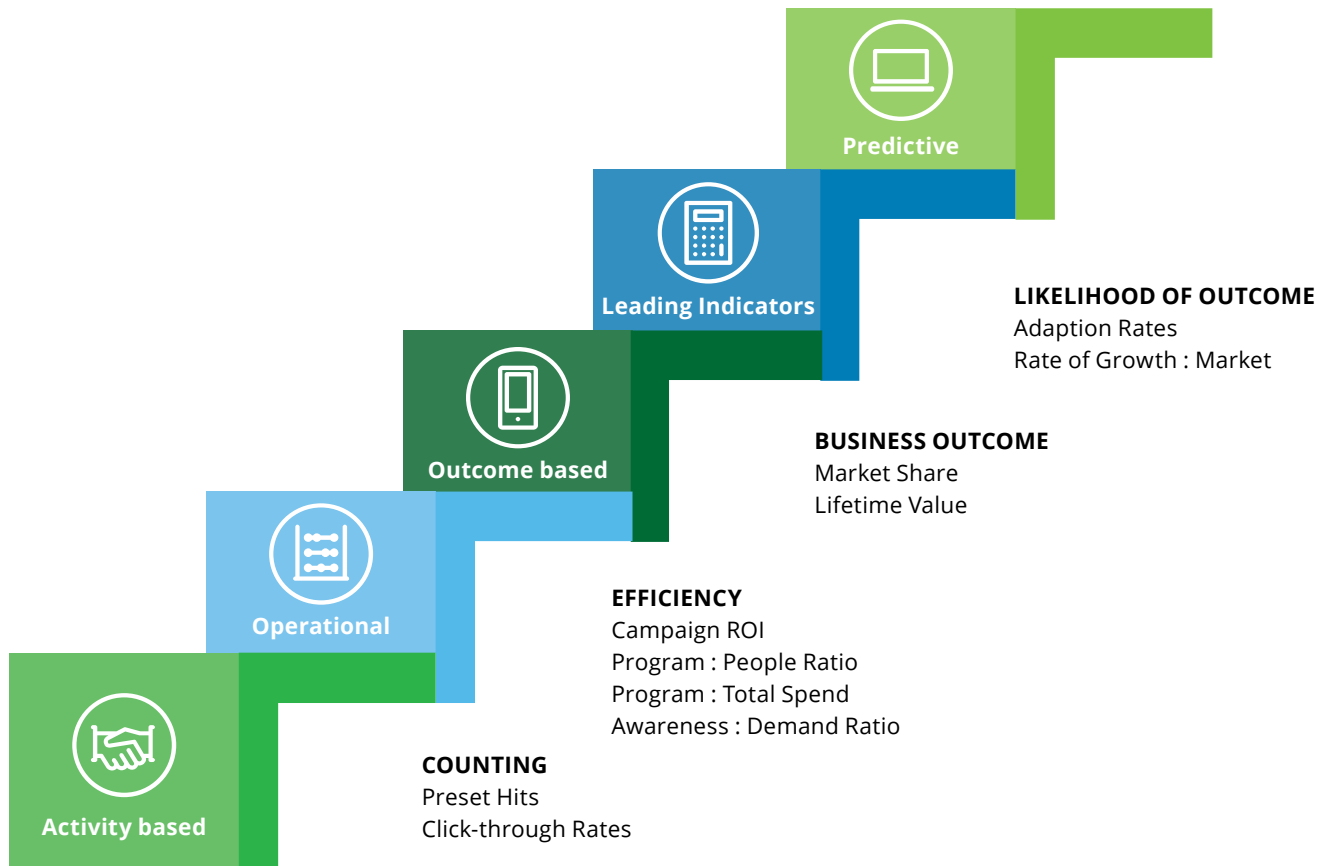 Predictive
Leading Indicators
LIKELIHOOD OF OUTCOME
Adaption Rates
Rate of Growth : Market
Outcome based
BUSINESS OUTCOME
Market Share
Lifetime Value
Operational
EFFICIENCY
Campaign ROI
Program : People Ratio
Program : Total Spend
Awareness : Demand Ratio
Activity based
COUNTING
Preset Hits
Click-through Rates